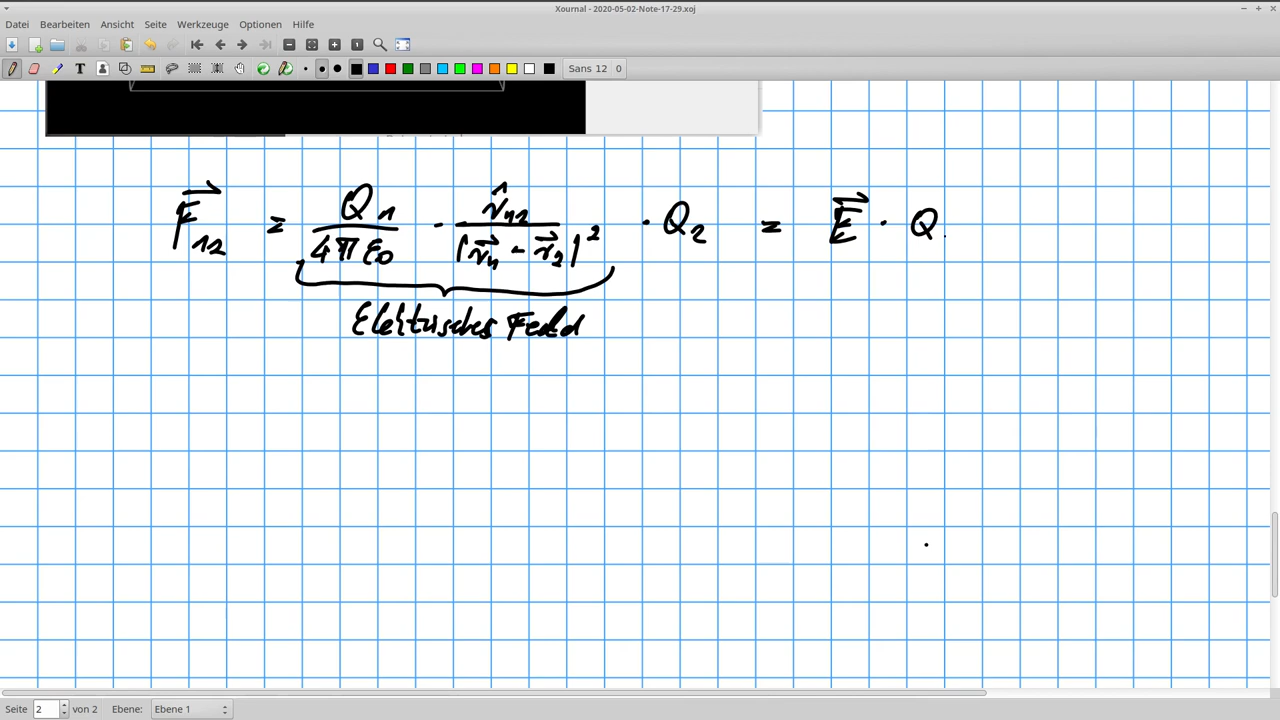 Xournal - 2020-05-02-Note-17-29.xoj
Datei Bearbeiten Ansicht Seite Werkzeuge Optionen Hilfe
Sans 12 0
F⃗₁₂ = Q₁ / (4πε₀) · r̂₁₂ / |r⃗₁ - r⃗₂|² · Q₂ = E⃗ · Q
Elektrisches Feld
Seite 2 von 2 Ebene: Ebene 1